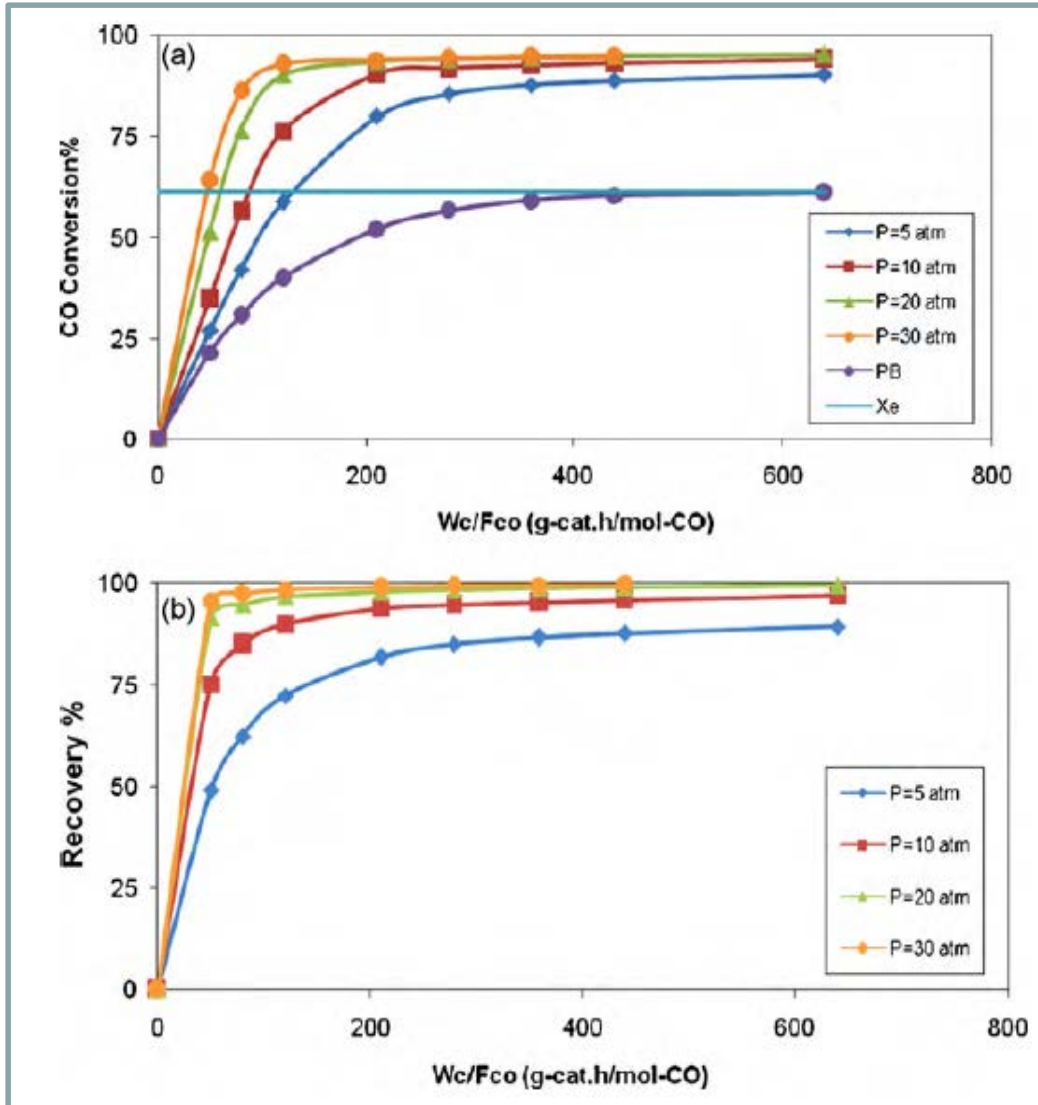 (a)
100
75
50
25
0
CO Conversion%
0 200 400 600 800
Wc/Fco (g-cat.h/mol-CO)
P=5 atm
P=10 atm
P=20 atm
P=30 atm
PB
Xe
(b)
100
75
50
25
0
Recovery %
0 200 400 600 800
Wc/Fco (g-cat.h/mol-CO)
P=5 atm
P=10 atm
P=20 atm
P=30 atm